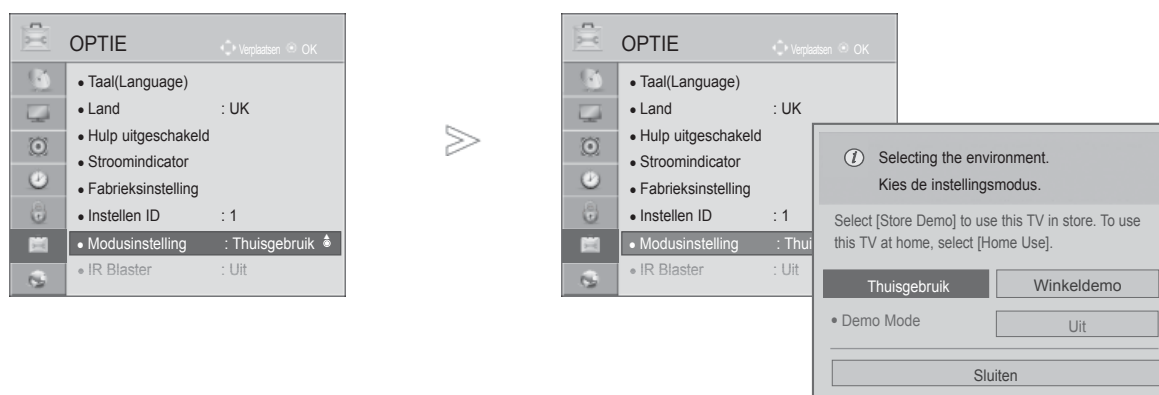 OPTIE
Verplaatsen OK
• Taal(Language)
• Land : UK
• Hulp uitgeschakeld
• Stroomindicator
• Fabrieksinstelling
• Instellen ID : 1
• Modusinstelling : Thuisgebruik
• IR Blaster : Uit
OPTIE
Verplaatsen OK
• Taal(Language)
• Land : UK
• Hulp uitgeschakeld
• Stroomindicator
• Fabrieksinstelling
• Instellen ID : 1
• Modusinstelling : Thui
• IR Blaster : Uit
i Selecting the environment.
Kies de instellingsmodus.
Select [Store Demo] to use this TV in store. To use
this TV at home, select [Home Use].
Thuisgebruik Winkeldemo
• Demo Mode Uit
Sluiten